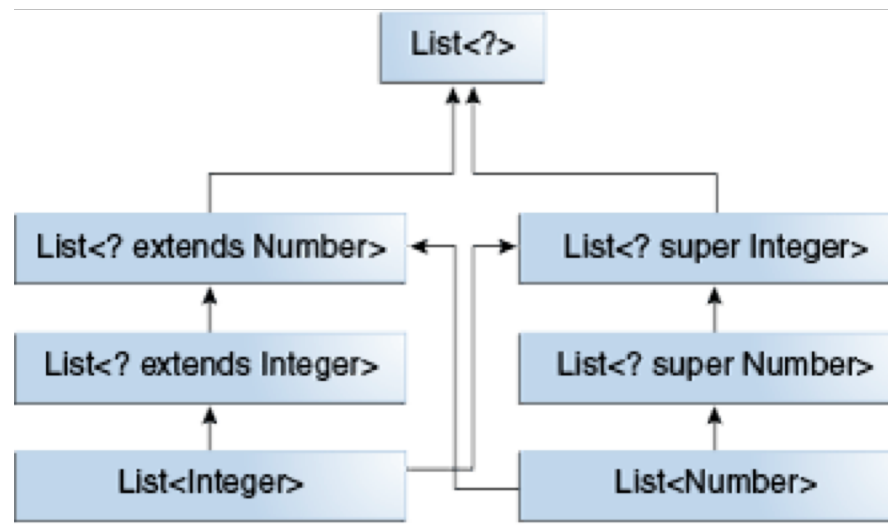 List<?>
List<? extends Number>
List<? super Integer>
List<? extends Integer>
List<? super Number>
List<Integer>
List<Number>